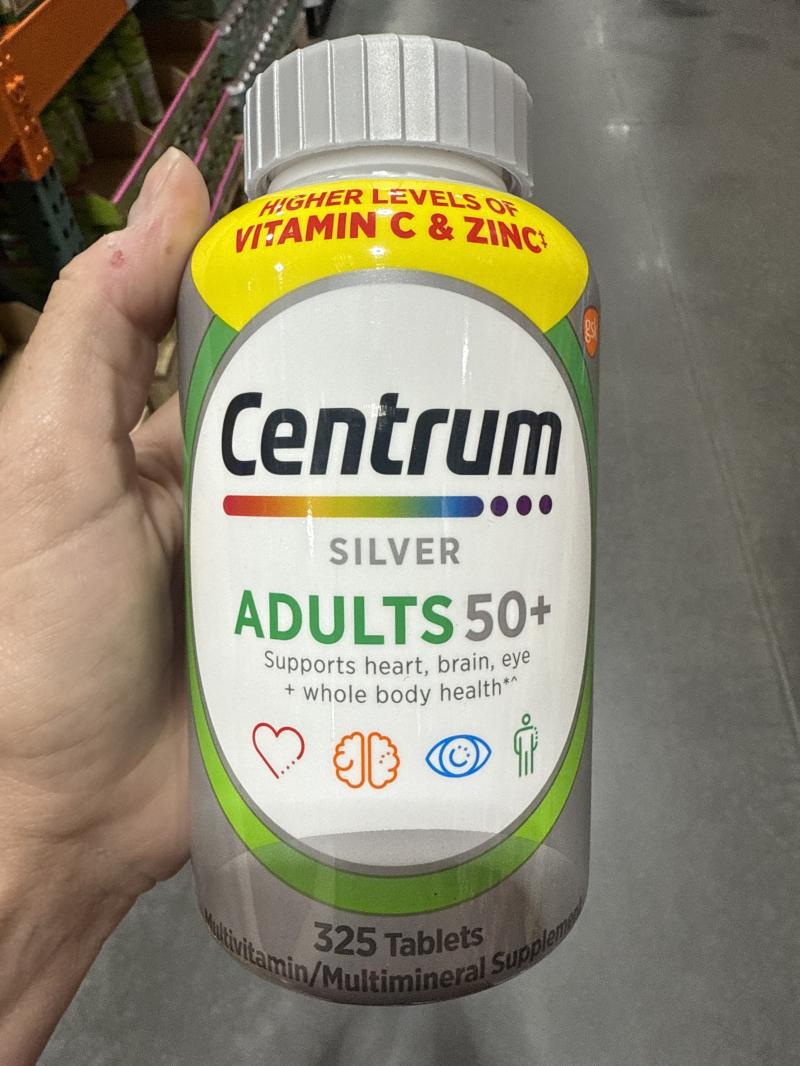 HIGHER LEVELS OF
VITAMIN C & ZINC‡
gsk
Centrum
SILVER
ADULTS 50+
Supports heart, brain, eye
+ whole body health*^
325 Tablets
Multivitamin/Multimineral Supplement